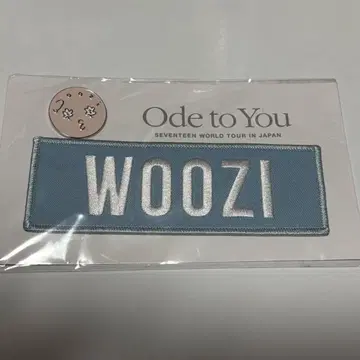 Ode to You
SEVENTEEN WORLD TOUR IN JAPAN
WOOZI